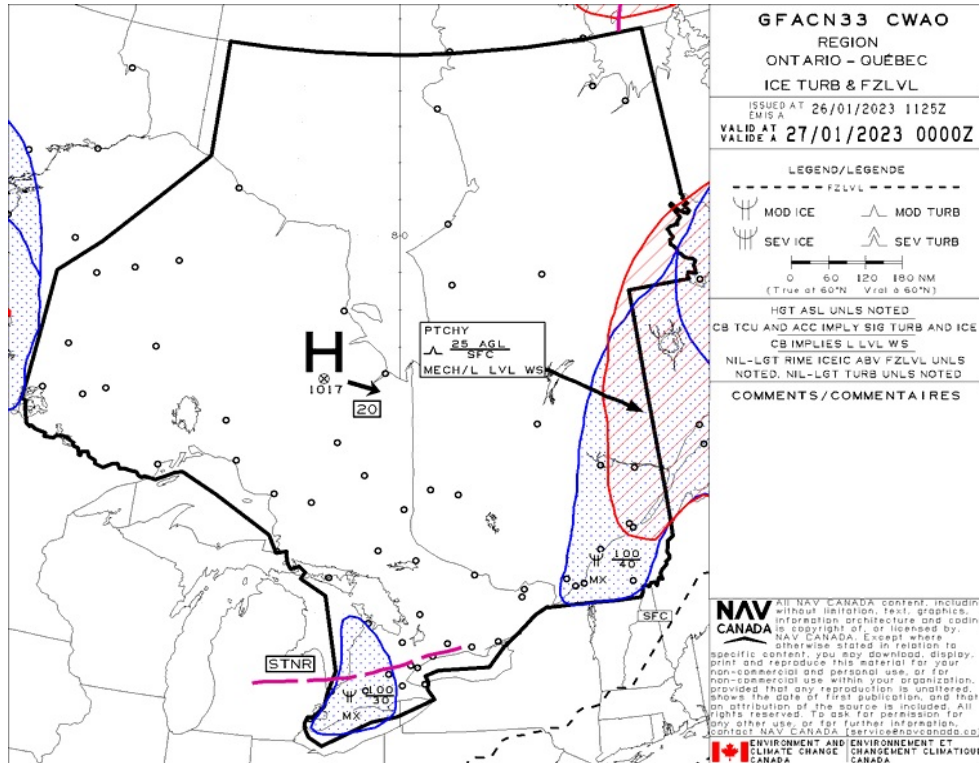 GFACN33 CWAO
REGION
ONTARIO - QUÉBEC
ICE TURB & FZLVL
ISSUED AT
ÉMIS A
26/01/2023 1125Z
VALID AT
VALIDE A
27/01/2023 0000Z
LEGEND/LÉGENDE
FZLVL
MOD ICE
MOD TURB
SEV ICE
SEV TURB
0 60 120 180 NM
(True at 60°N Vrai à 60°N)
HGT ASL UNLS NOTED
CB TCU AND ACC IMPLY SIG TURB AND ICE
CB IMPLIES L LVL WS
NIL-LGT RIME ICEIC ABV FZLVL UNLS
NOTED. NIL-LGT TURB UNLS NOTED
COMMENTS/COMMENTAIRES
80
PTCHY
25 AGL
SFC
MECH/L LVL WS
H
1017
20
100
40
MX
SFC
STNR
100
30
MX
NAV
CANADA
All NAV CANADA content, including
without limitation, text, graphics,
information architecture and coding
is copyright of, or licensed by,
NAV CANADA. Except where
otherwise stated in relation to
specific content, you may download, display,
print and reproduce this material for your
non-commercial and personal use, or for
non-commercial use within your organization,
provided that any reproduction is unaltered,
shows the date of first publication, and that
an attribution of the source is included. All
rights reserved. To ask for permission for
any other use, or for further information,
contact NAV CANADA [service@navcanada.ca
ENVIRONMENT AND
CLIMATE CHANGE
CANADA
ENVIRONNEMENT ET
CHANGEMENT CLIMATIQUE
CANADA